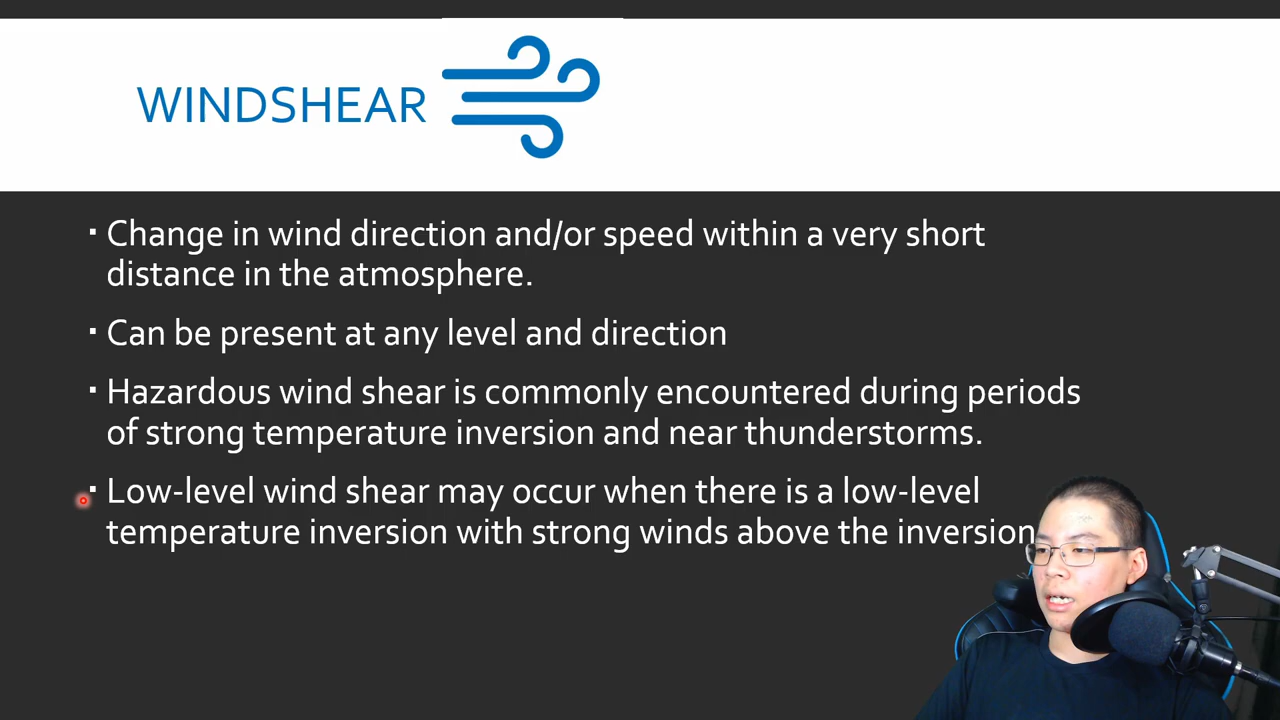 WINDSHEAR
▪ Change in wind direction and/or speed within a very short
distance in the atmosphere.
▪ Can be present at any level and direction
▪ Hazardous wind shear is commonly encountered during periods
of strong temperature inversion and near thunderstorms.
▪ Low-level wind shear may occur when there is a low-level
temperature inversion with strong winds above the inversion